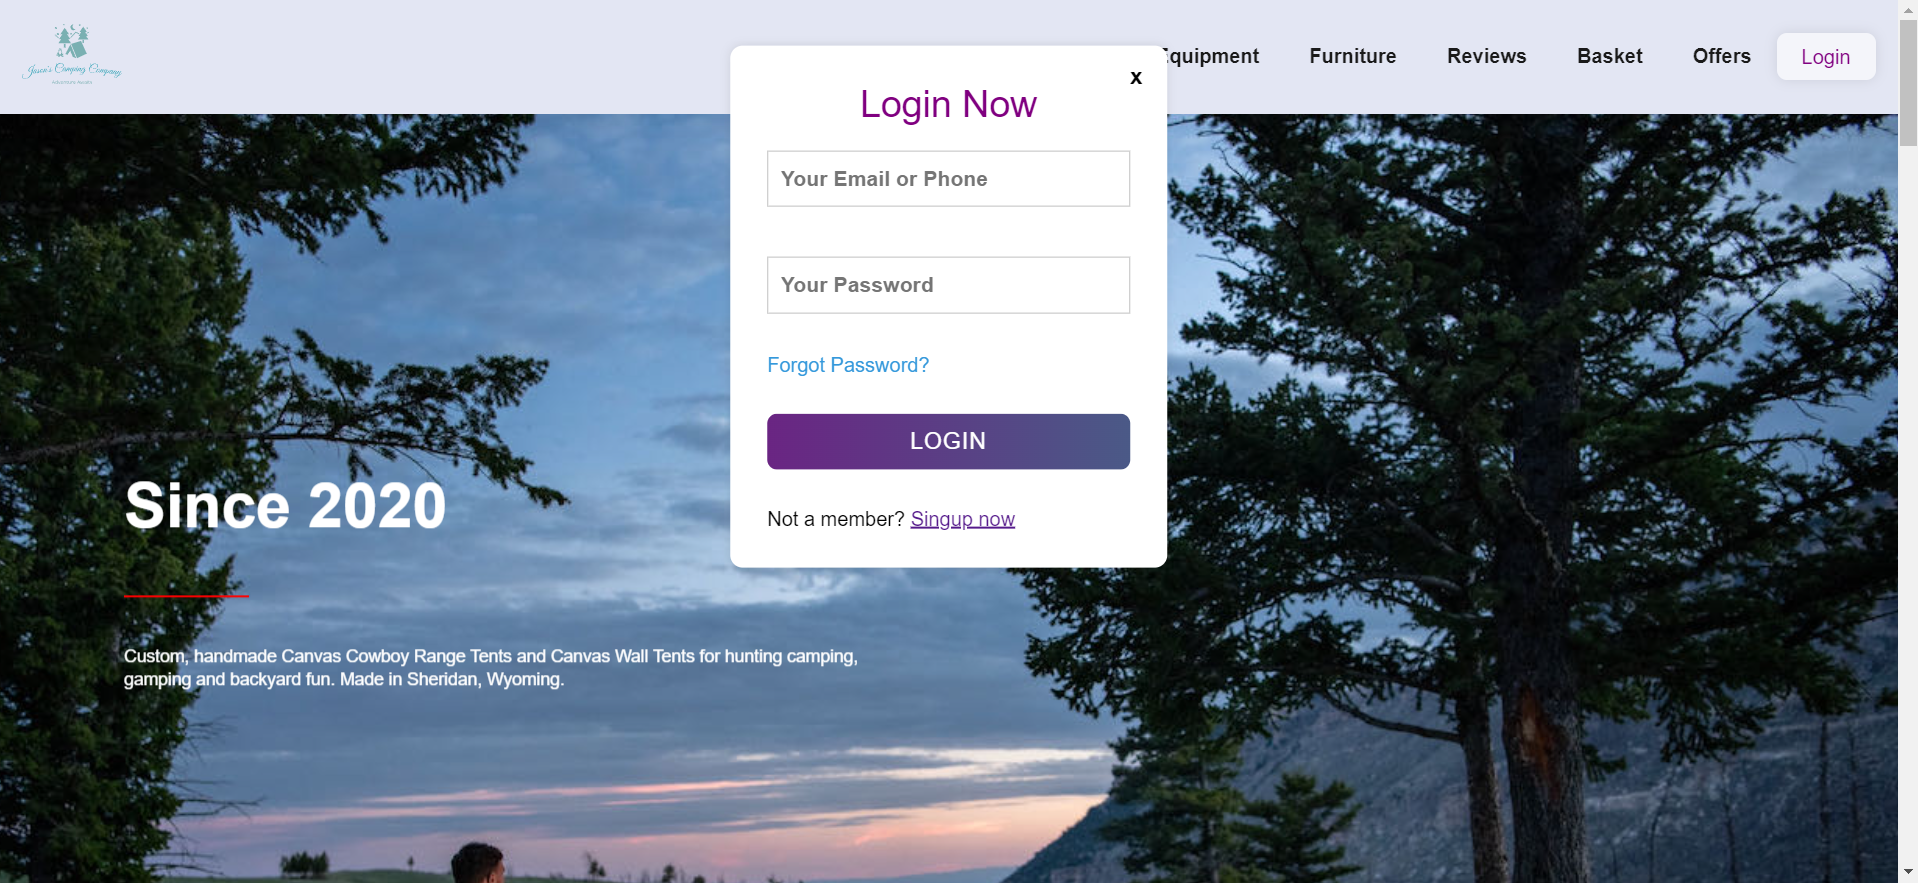 Jason's Camping Company
Equipment
Furniture
Reviews
Basket
Offers
Login
x
Login Now
Your Email or Phone
Your Password
Forgot Password?
LOGIN
Not a member? Singup now
Since 2020
Custom, handmade Canvas Cowboy Range Tents and Canvas Wall Tents for hunting camping,
gamping and backyard fun. Made in Sheridan, Wyoming.